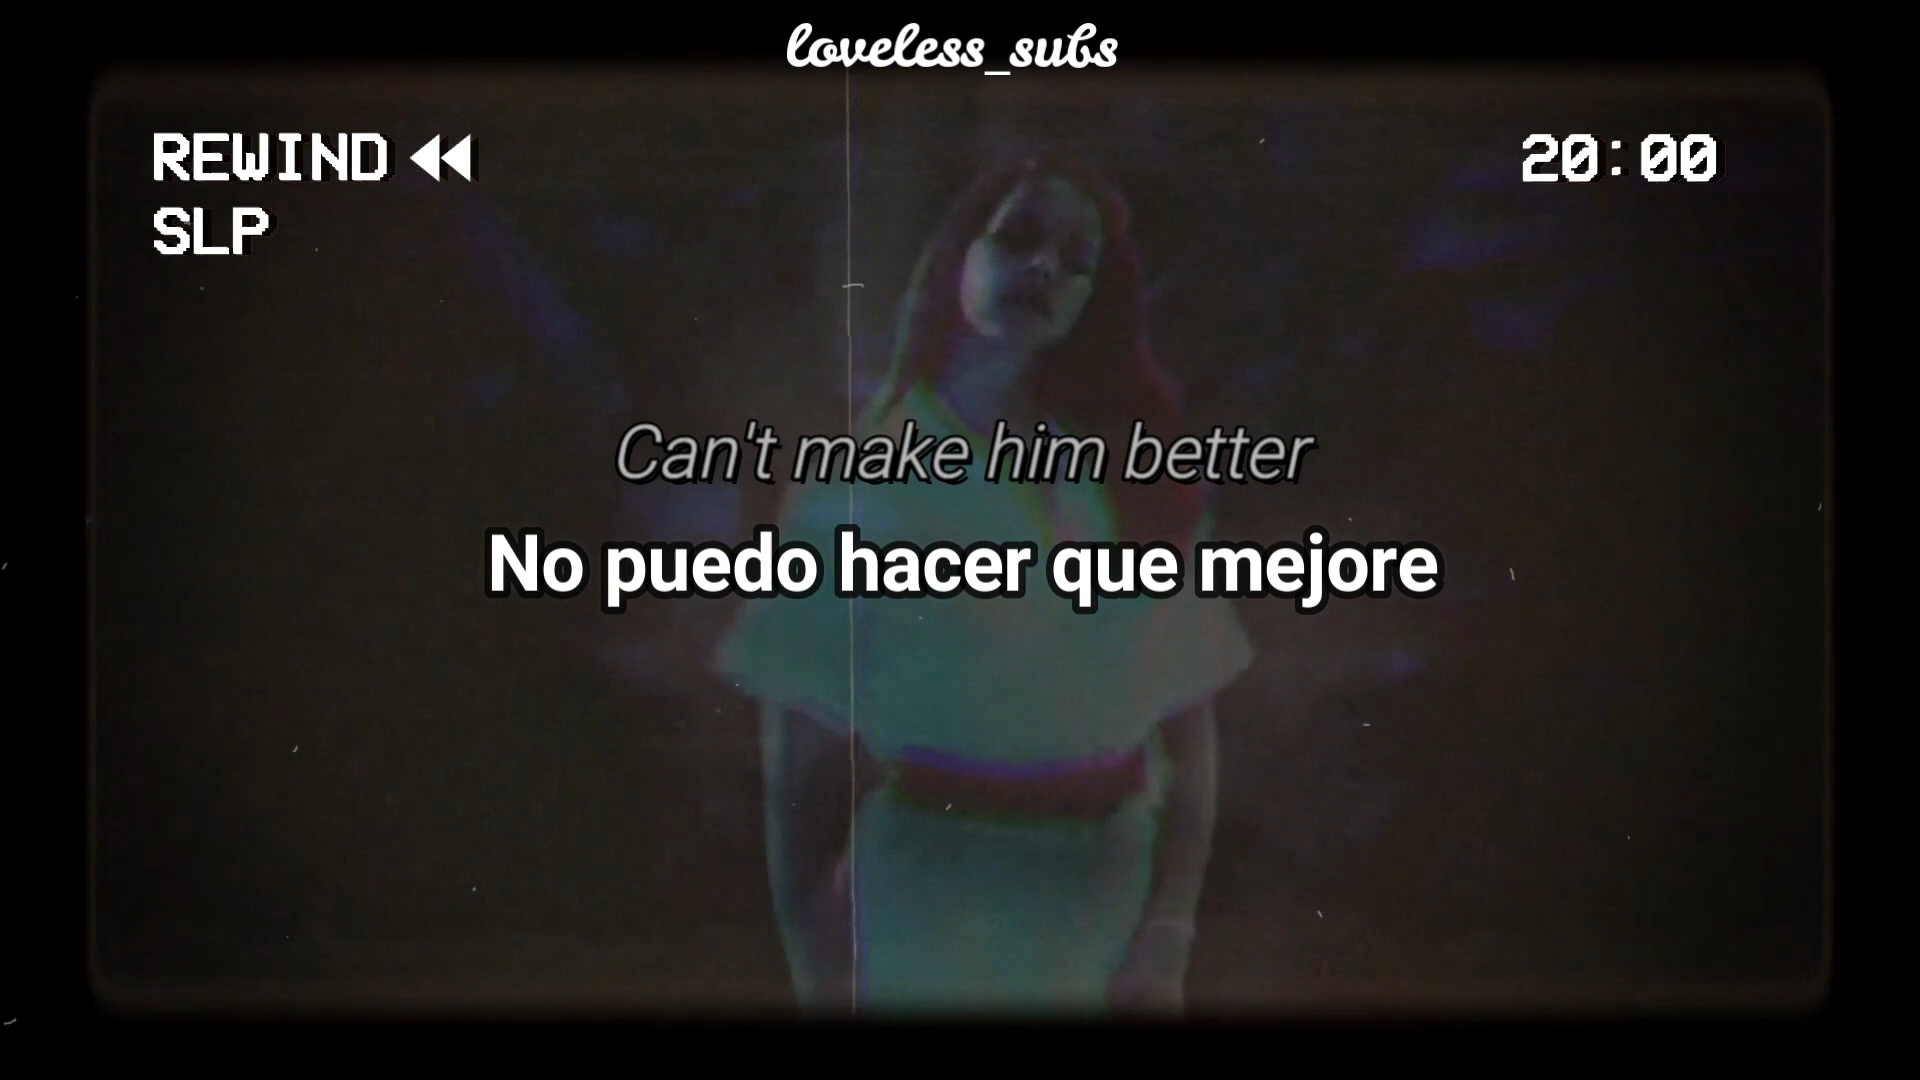 loveless_subs
REWIND
20:00
SLP
Can't make him better
No puedo hacer que mejore